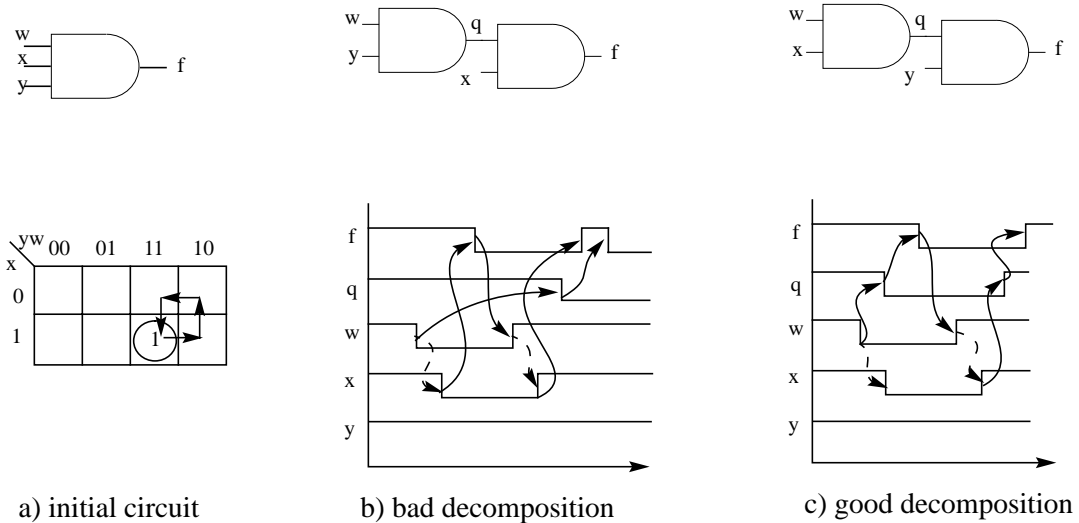 w
x
y
f
w
y
q
x
f
w
x
q
y
f
yw
x
00 01 11 10
0
1
1
f
q
w
x
y
f
q
w
x
y
a) initial circuit
b) bad decomposition
c) good decomposition